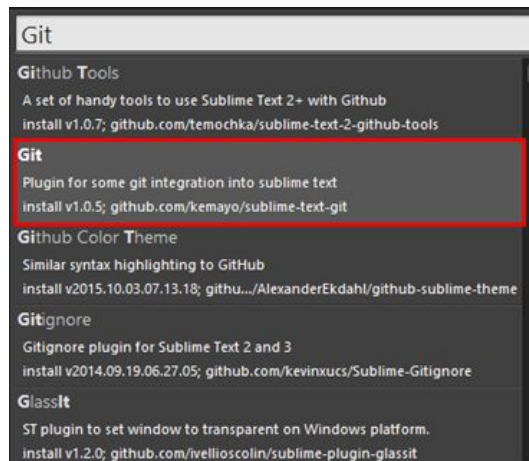 Git
Github Tools
A set of handy tools to use Sublime Text 2+ with Github
install v1.0.7; github.com/temochka/sublime-text-2-github-tools
Git
Plugin for some git integration into sublime text
install v1.0.5; github.com/kemayo/sublime-text-git
Github Color Theme
Similar syntax highlighting to GitHub
install v2015.10.03.07.13.18; githu.../AlexanderEkdahl/github-sublime-theme
Gitignore
Gitignore plugin for Sublime Text 2 and 3
install v2014.09.19.06.27.05; github.com/kevinxucs/Sublime-Gitignore
GlassIt
ST plugin to set window to transparent on Windows platform.
install v1.2.0; github.com/ivellioscolin/sublime-plugin-glassit